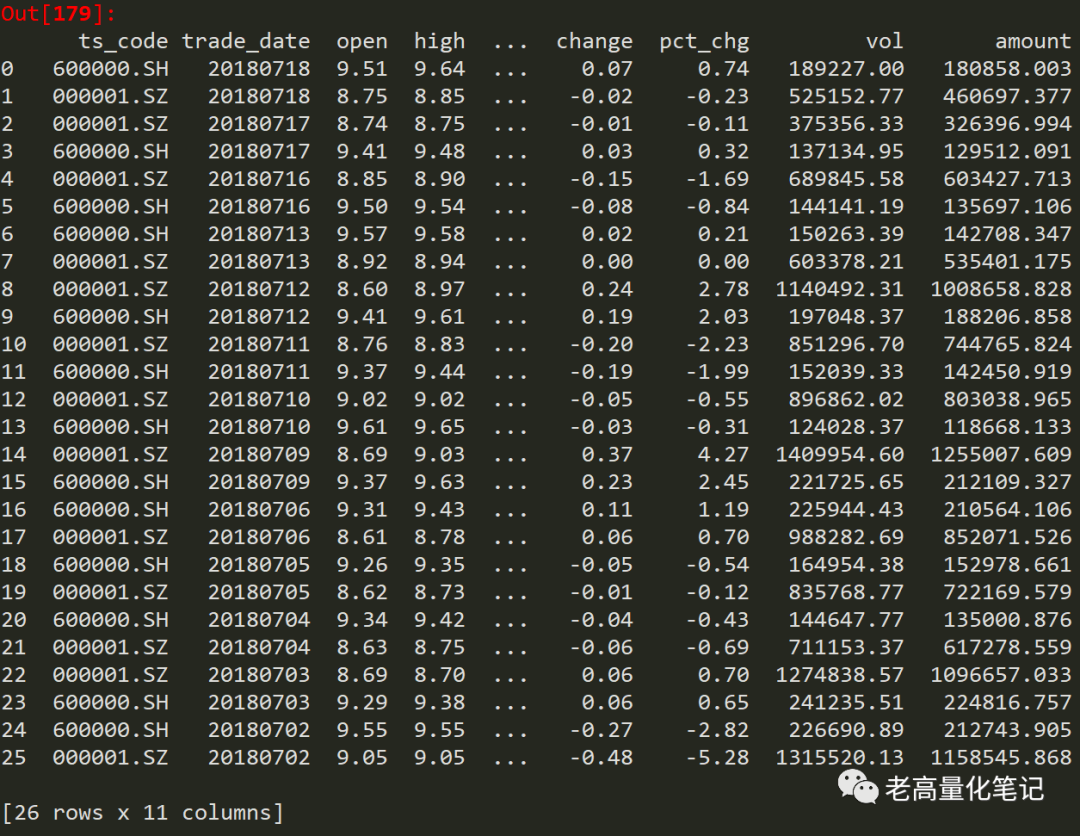 Out[179]:
ts_code trade_date open high ... change pct_chg vol amount
0 600000.SH 20180718 9.51 9.64 ... 0.07 0.74 189227.00 180858.003
1 000001.SZ 20180718 8.75 8.85 ... -0.02 -0.23 525152.77 460697.377
2 000001.SZ 20180717 8.74 8.75 ... -0.01 -0.11 375356.33 326396.994
3 600000.SH 20180717 9.41 9.48 ... 0.03 0.32 137134.95 129512.091
4 000001.SZ 20180716 8.85 8.90 ... -0.15 -1.69 689845.58 603427.713
5 600000.SH 20180716 9.50 9.54 ... -0.08 -0.84 144141.19 135697.106
6 600000.SH 20180713 9.57 9.58 ... 0.02 0.21 150263.39 142708.347
7 000001.SZ 20180713 8.92 8.94 ... 0.00 0.00 603378.21 535401.175
8 000001.SZ 20180712 8.60 8.97 ... 0.24 2.78 1140492.31 1008658.828
9 600000.SH 20180712 9.41 9.61 ... 0.19 2.03 197048.37 188206.858
10 000001.SZ 20180711 8.76 8.83 ... -0.20 -2.23 851296.70 744765.824
11 600000.SH 20180711 9.37 9.44 ... -0.19 -1.99 152039.33 142450.919
12 000001.SZ 20180710 9.02 9.02 ... -0.05 -0.55 896862.02 803038.965
13 600000.SH 20180710 9.61 9.65 ... -0.03 -0.31 124028.37 118668.133
14 000001.SZ 20180709 8.69 9.03 ... 0.37 4.27 1409954.60 1255007.609
15 600000.SH 20180709 9.37 9.63 ... 0.23 2.45 221725.65 212109.327
16 600000.SH 20180706 9.31 9.43 ... 0.11 1.19 225944.43 210564.106
17 000001.SZ 20180706 8.61 8.78 ... 0.06 0.70 988282.69 852071.526
18 600000.SH 20180705 9.26 9.35 ... -0.05 -0.54 164954.38 152978.661
19 000001.SZ 20180705 8.62 8.73 ... -0.01 -0.12 835768.77 722169.579
20 600000.SH 20180704 9.34 9.42 ... -0.04 -0.43 144647.77 135000.876
21 000001.SZ 20180704 8.63 8.75 ... -0.06 -0.69 711153.37 617278.559
22 000001.SZ 20180703 8.69 8.70 ... 0.06 0.70 1274838.57 1096657.033
23 600000.SH 20180703 9.29 9.38 ... 0.06 0.65 241235.51 224816.757
24 600000.SH 20180702 9.55 9.55 ... -0.27 -2.82 226690.89 212743.905
25 000001.SZ 20180702 9.05 9.05 ... -0.48 -5.28 1315520.13 1158545.868
老高量化笔记
[26 rows x 11 columns]